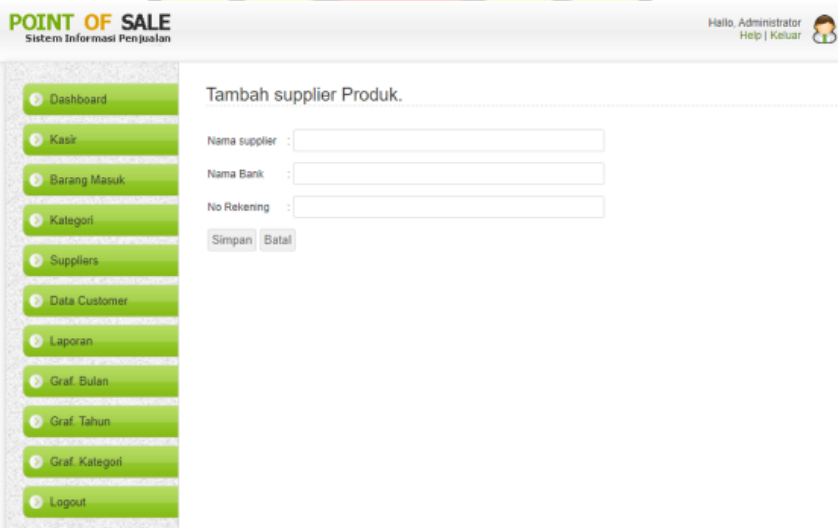 POINT OF SALE
Sistem Informasi Penjualan
Hallo, Administrator
Help | Keluar
Dashboard
Kasir
Barang Masuk
Kategori
Suppliers
Data Customer
Laporan
Graf. Bulan
Graf. Tahun
Graf. Kategori
Logout
Tambah supplier Produk.
Nama supplier :
Nama Bank :
No Rekening :
Simpan Batal